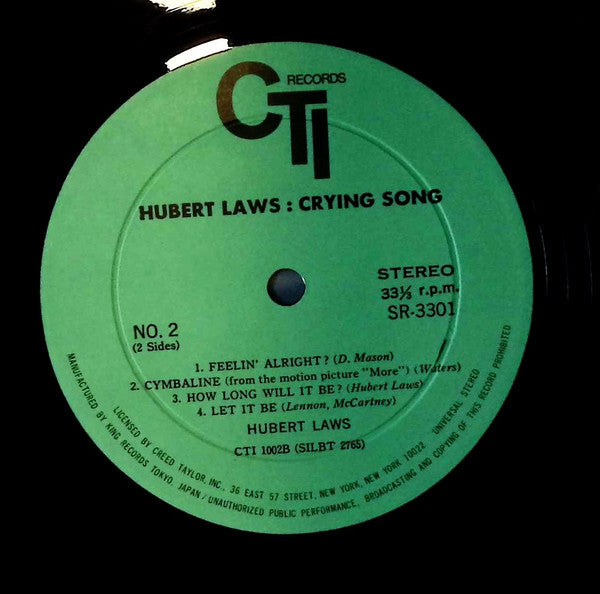 RECORDS
CTI
HUBERT LAWS : CRYING SONG
STEREO
33⅓ r.p.m.
SR-3301
NO. 2
(2 Sides)
1. FEELIN' ALRIGHT? (D. Mason)
2. CYMBALINE (from the motion picture "More") (Waters)
3. HOW LONG WILL IT BE? (Hubert Laws)
4. LET IT BE (Lennon, McCartney)
HUBERT LAWS
CTI 1002B (SILBT 2765)
LICENSED BY CREED TAYLOR, INC., 36 EAST 57 STREET, NEW YORK, NEW YORK 10022. UNIVERSAL STEREO
MANUFACTURED BY KING RECORDS TOKYO, JAPAN/UNAUTHORIZED PUBLIC PERFORMANCE, BROADCASTING AND COPYING OF THIS RECORD PROHIBITED